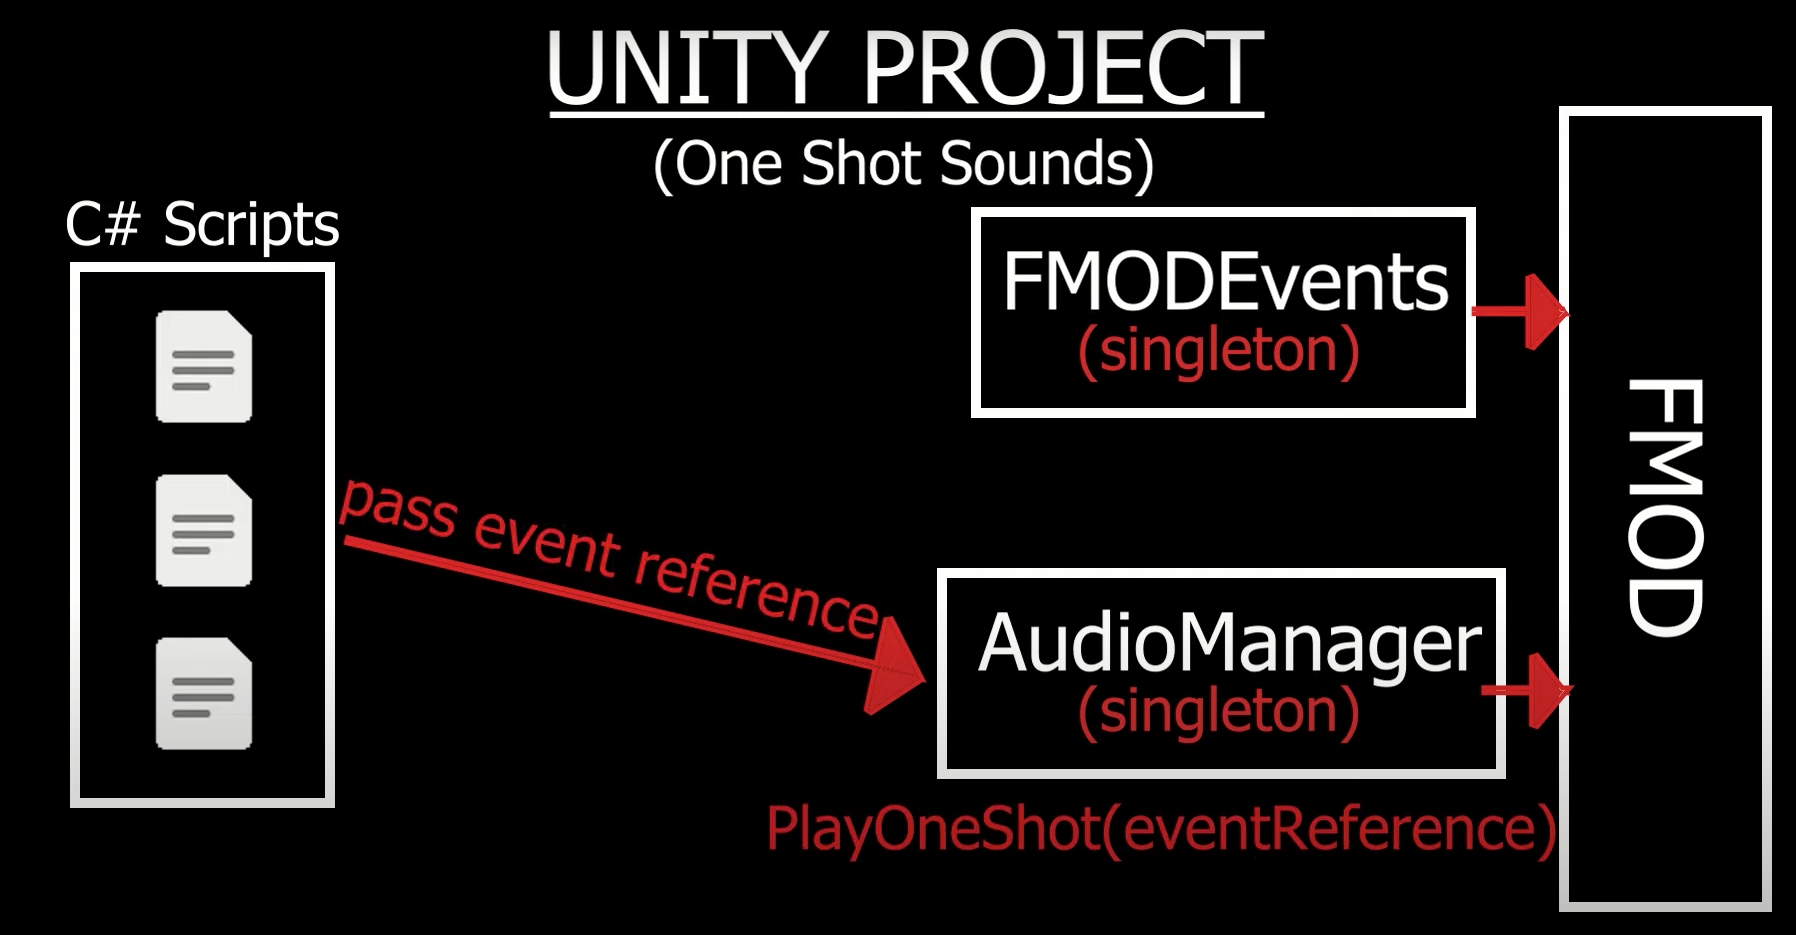 UNITY PROJECT
(One Shot Sounds)
C# Scripts
FMODEvents
(singleton)
pass event reference
AudioManager
(singleton)
PlayOneShot(eventReference)
FMOD